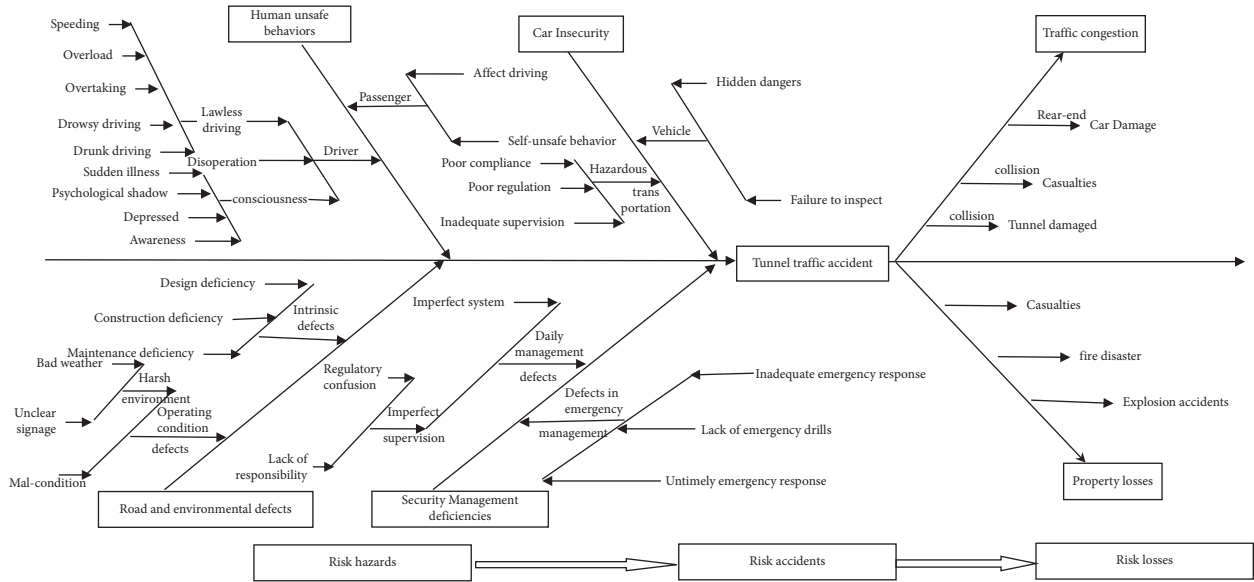 Speeding
Overload
Overtaking
Drowsy driving
Drunk driving
Sudden illness
Psychological shadow
Depressed
Awareness
Lawless
driving
Disoperation
consciousness
Driver
Human unsafe
behaviors
Passenger
Affect driving
Self-unsafe behavior
Car Insecurity
Poor compliance
Poor regulation
Inadequate supervision
Hazardous
trans
portation
Vehicle
Hidden dangers
Failure to inspect
Traffic congestion
Rear-end
Car Damage
collision
Casualties
collision
Tunnel damaged
Tunnel traffic accident
Design deficiency
Construction deficiency
Maintenance deficiency
Intrinsic
defects
Bad weather
Harsh
environment
Unclear
signage
Operating
condition
defects
Mal-condition
Road and environmental defects
Imperfect system
Daily
management
defects
Regulatory
confusion
Imperfect
supervision
Lack of
responsibility
Defects in
emergency
management
Inadequate emergency response
Lack of emergency drills
Untimely emergency response
Security Management
deficiencies
Casualties
fire disaster
Explosion accidents
Property losses
Risk hazards
Risk accidents
Risk losses